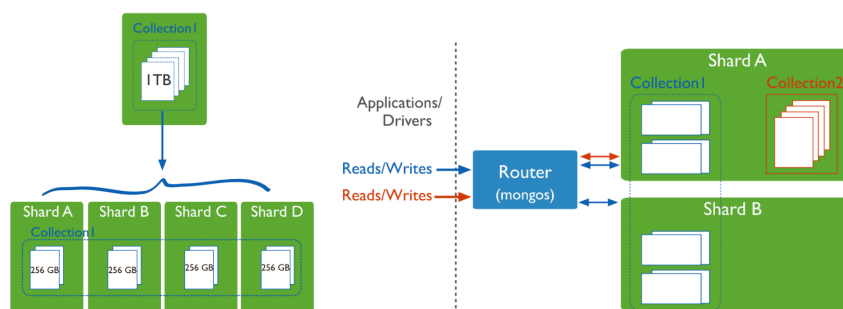 Collection1
1TB
Shard A
Shard B
Shard C
Shard D
Collection1
256 GB
256 GB
256 GB
256 GB
Applications/
Drivers
Reads/Writes
Reads/Writes
Router
(mongos)
Shard A
Collection1
Collection2
Shard B